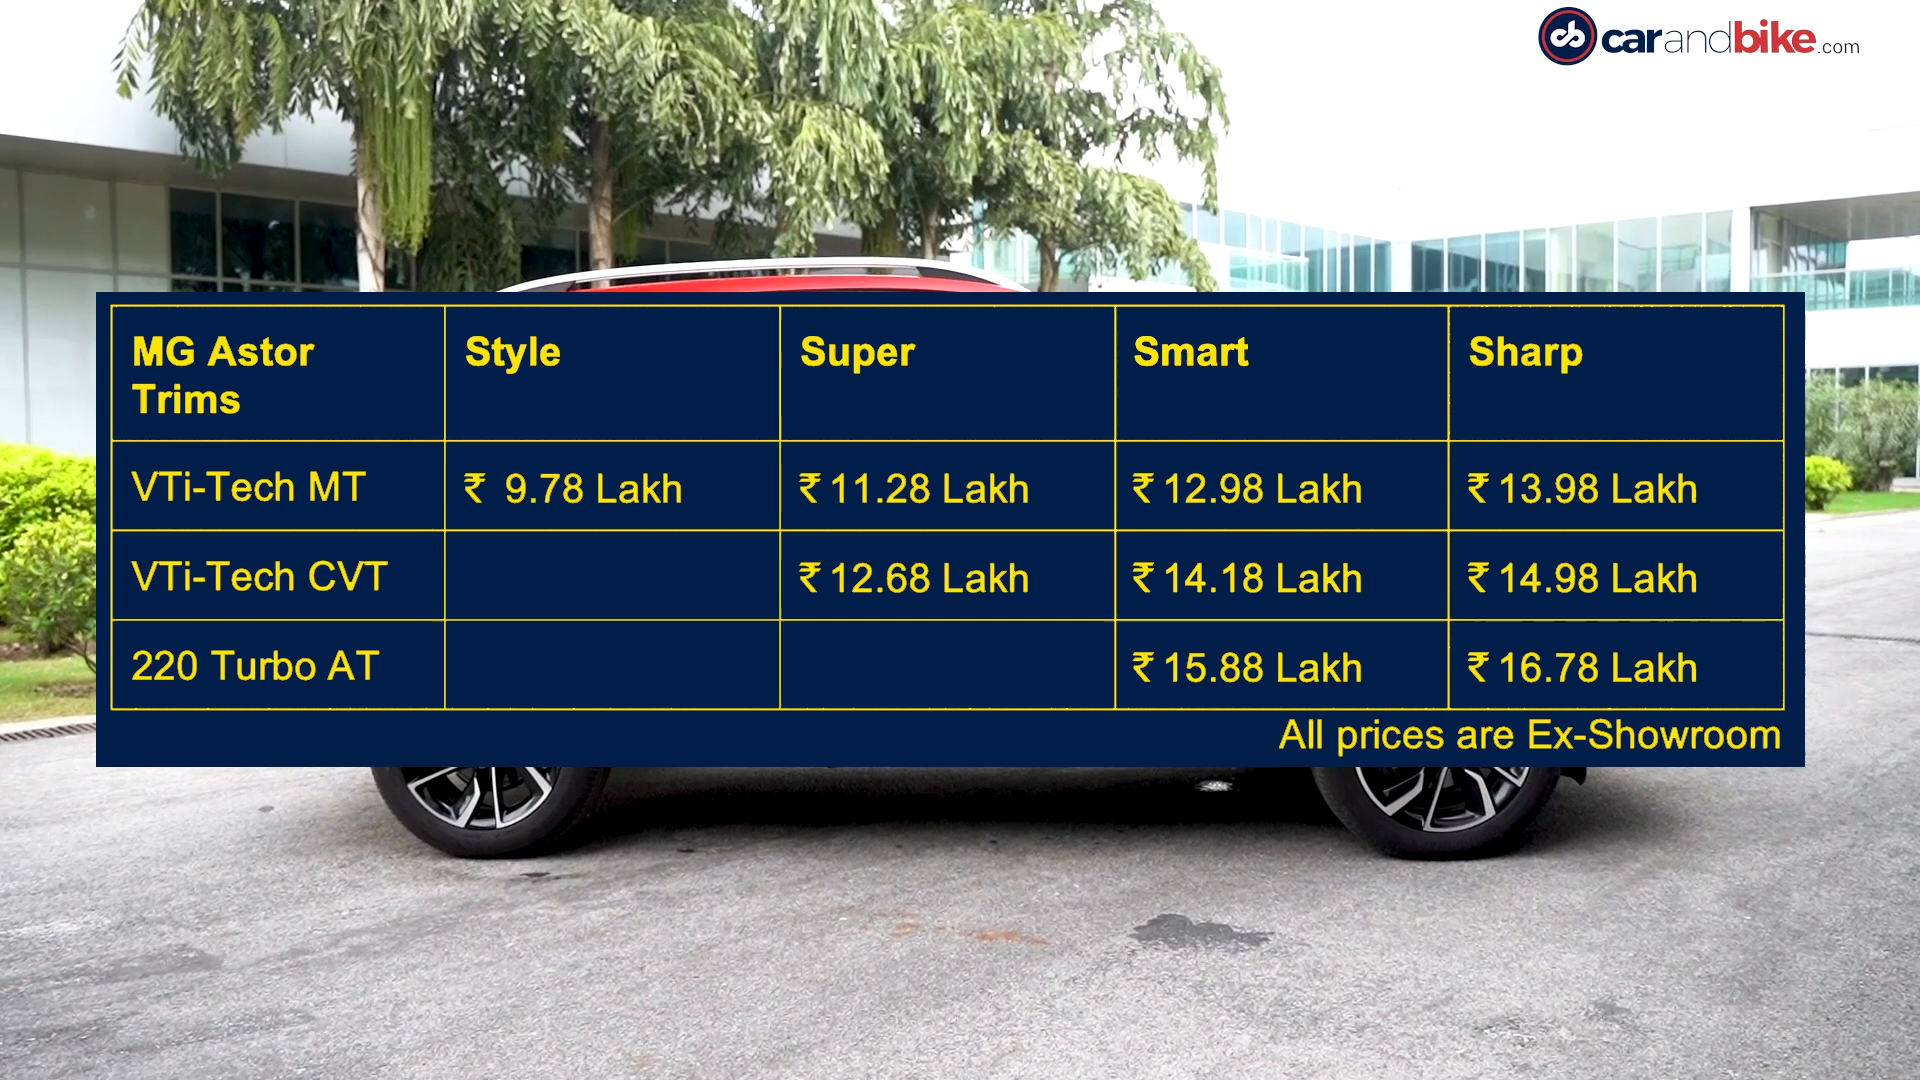 carandbike.com
MG Astor Style Super Smart Sharp
Trims
VTi-Tech MT ₹ 9.78 Lakh ₹ 11.28 Lakh ₹ 12.98 Lakh ₹ 13.98 Lakh
VTi-Tech CVT ₹ 12.68 Lakh ₹ 14.18 Lakh ₹ 14.98 Lakh
220 Turbo AT ₹ 15.88 Lakh ₹ 16.78 Lakh
All prices are Ex-Showroom